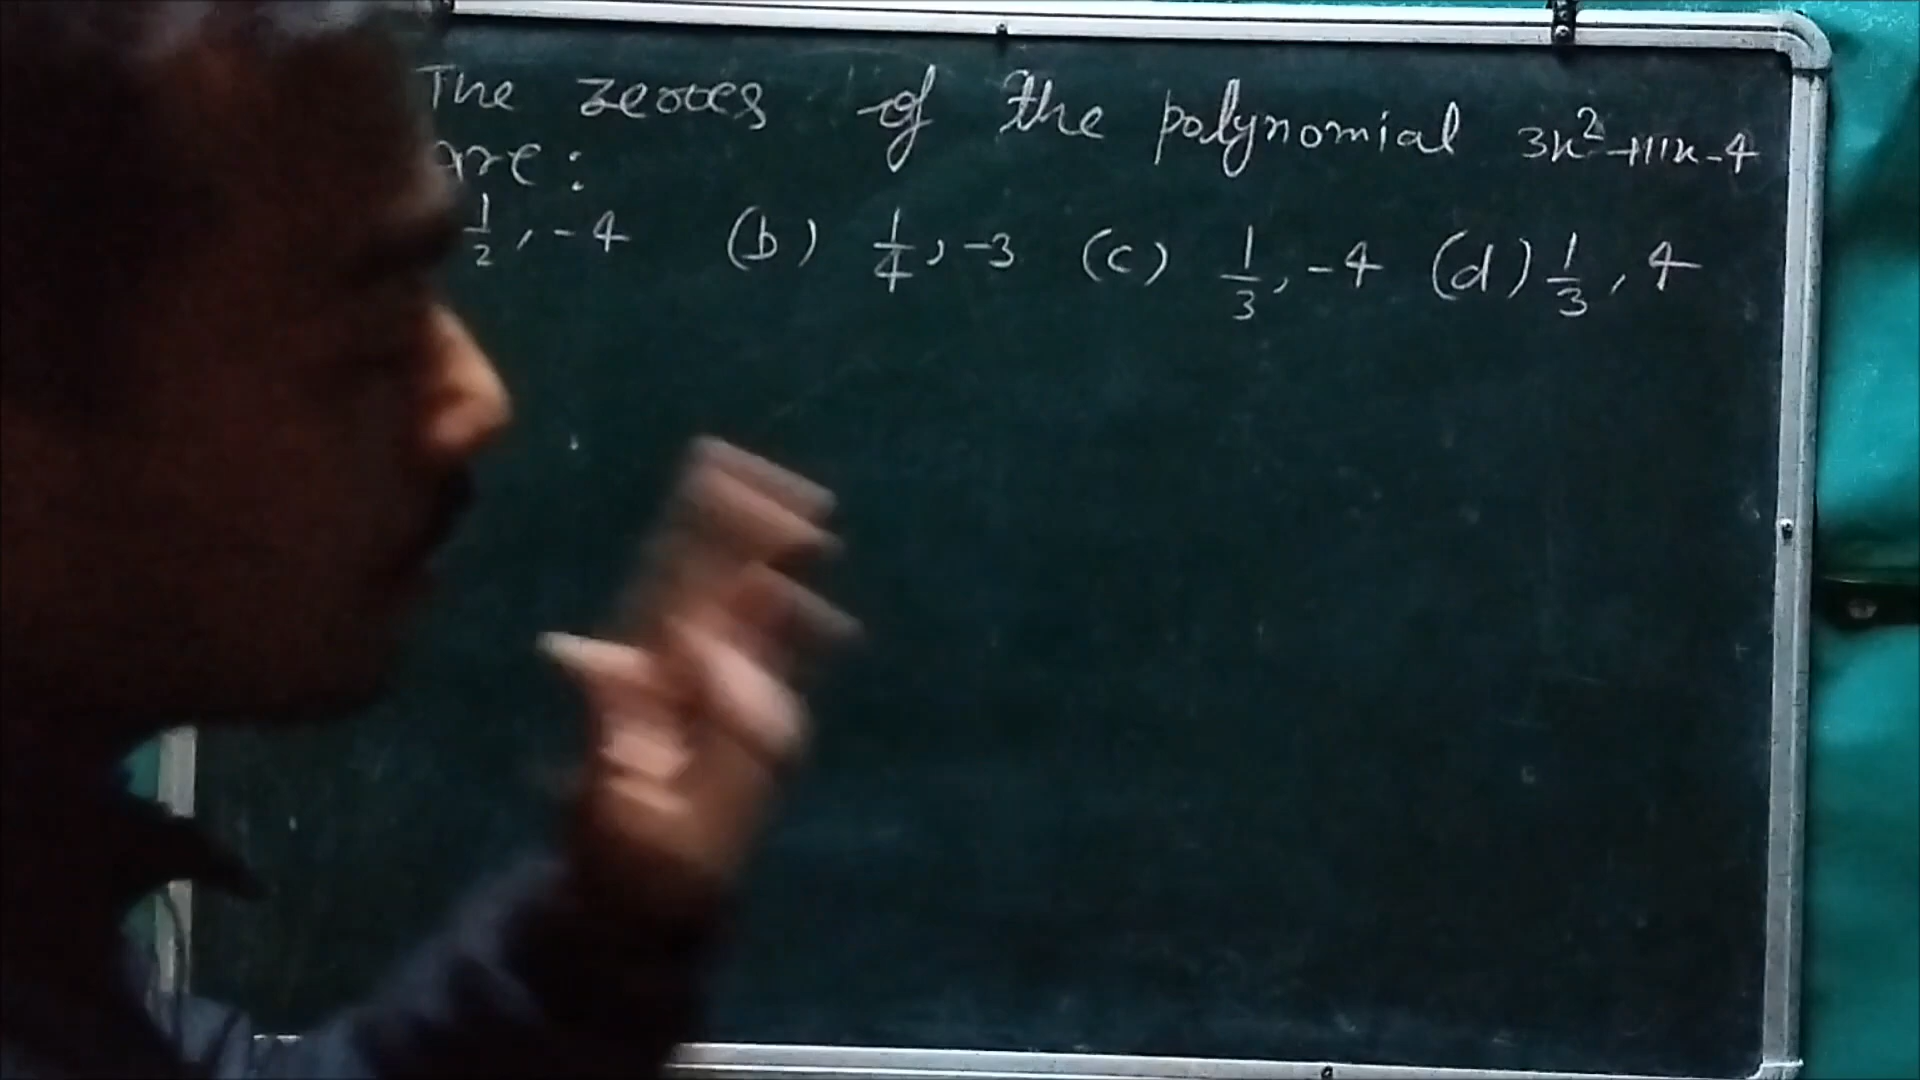 The zeroes of the polynomial 3x²+11x-4
are:
1/2, -4 (b) 1/4, -3 (c) 1/3, -4 (d) 1/3, 4